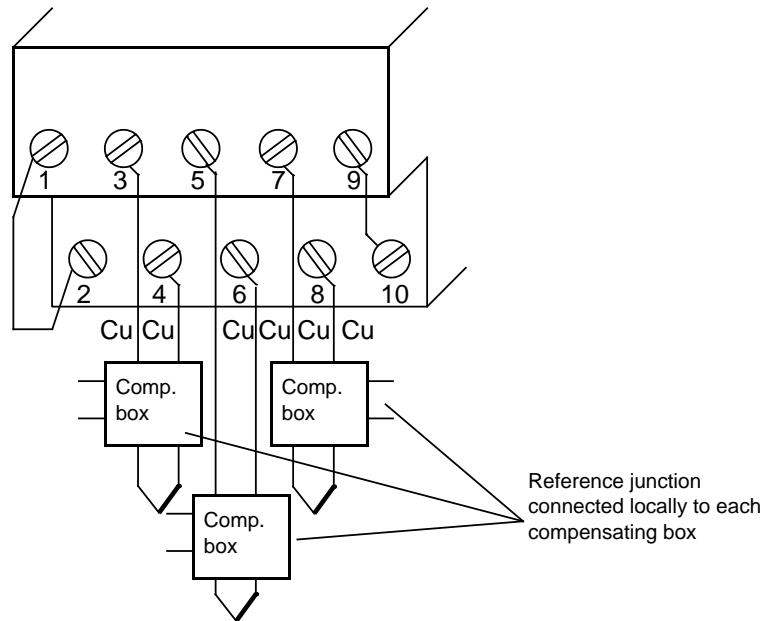 1 3 5 7 9
2 4 6 8 10
Cu Cu Cu Cu Cu Cu
Comp.
box
Comp.
box
Comp.
box
Reference junction
connected locally to each
compensating box